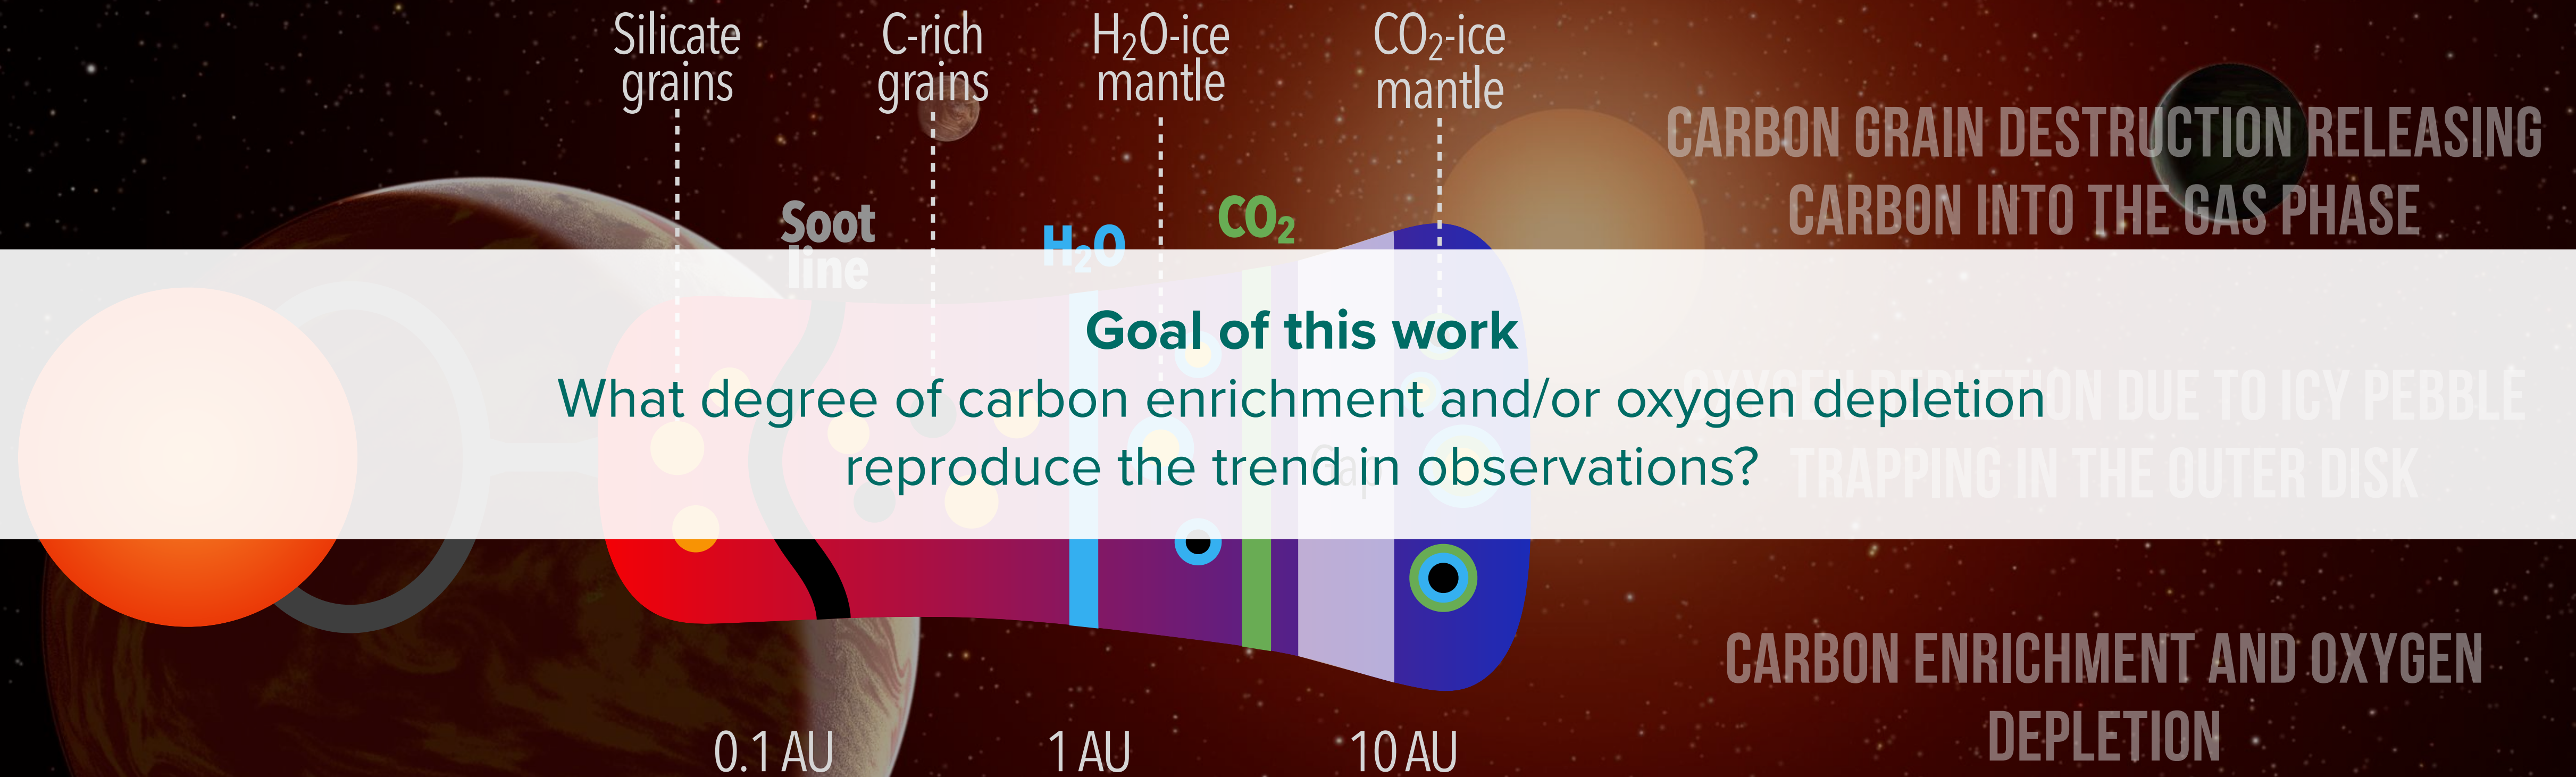 Silicate
grains
C-rich
grains
H₂O-ice
mantle
CO₂-ice
mantle
CARBON GRAIN DESTRUCTION RELEASING
CARBON INTO THE GAS PHASE
Soot
line
H₂O
CO₂
Goal of this work
What degree of carbon enrichment and/or oxygen depletion
reproduce the trend in observations?
Gap
OXYGEN DEPLETION DUE TO ICY PEBBLE
TRAPPING IN THE OUTER DISK
CARBON ENRICHMENT AND OXYGEN
DEPLETION
0.1 AU
1 AU
10 AU